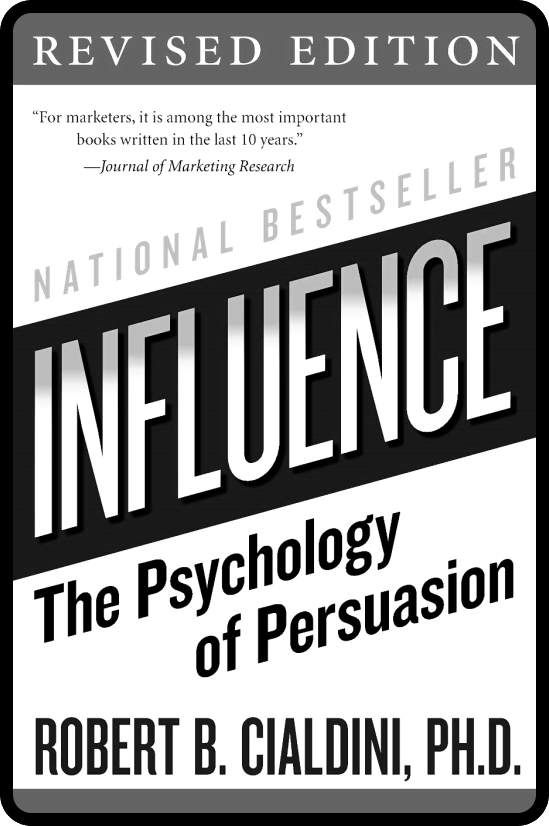 REVISED EDITION
“For marketers, it is among the most important
books written in the last 10 years.”
—Journal of Marketing Research
NATIONAL BESTSELLER
INFLUENCE
The Psychology
of Persuasion
ROBERT B. CIALDINI, PH.D.